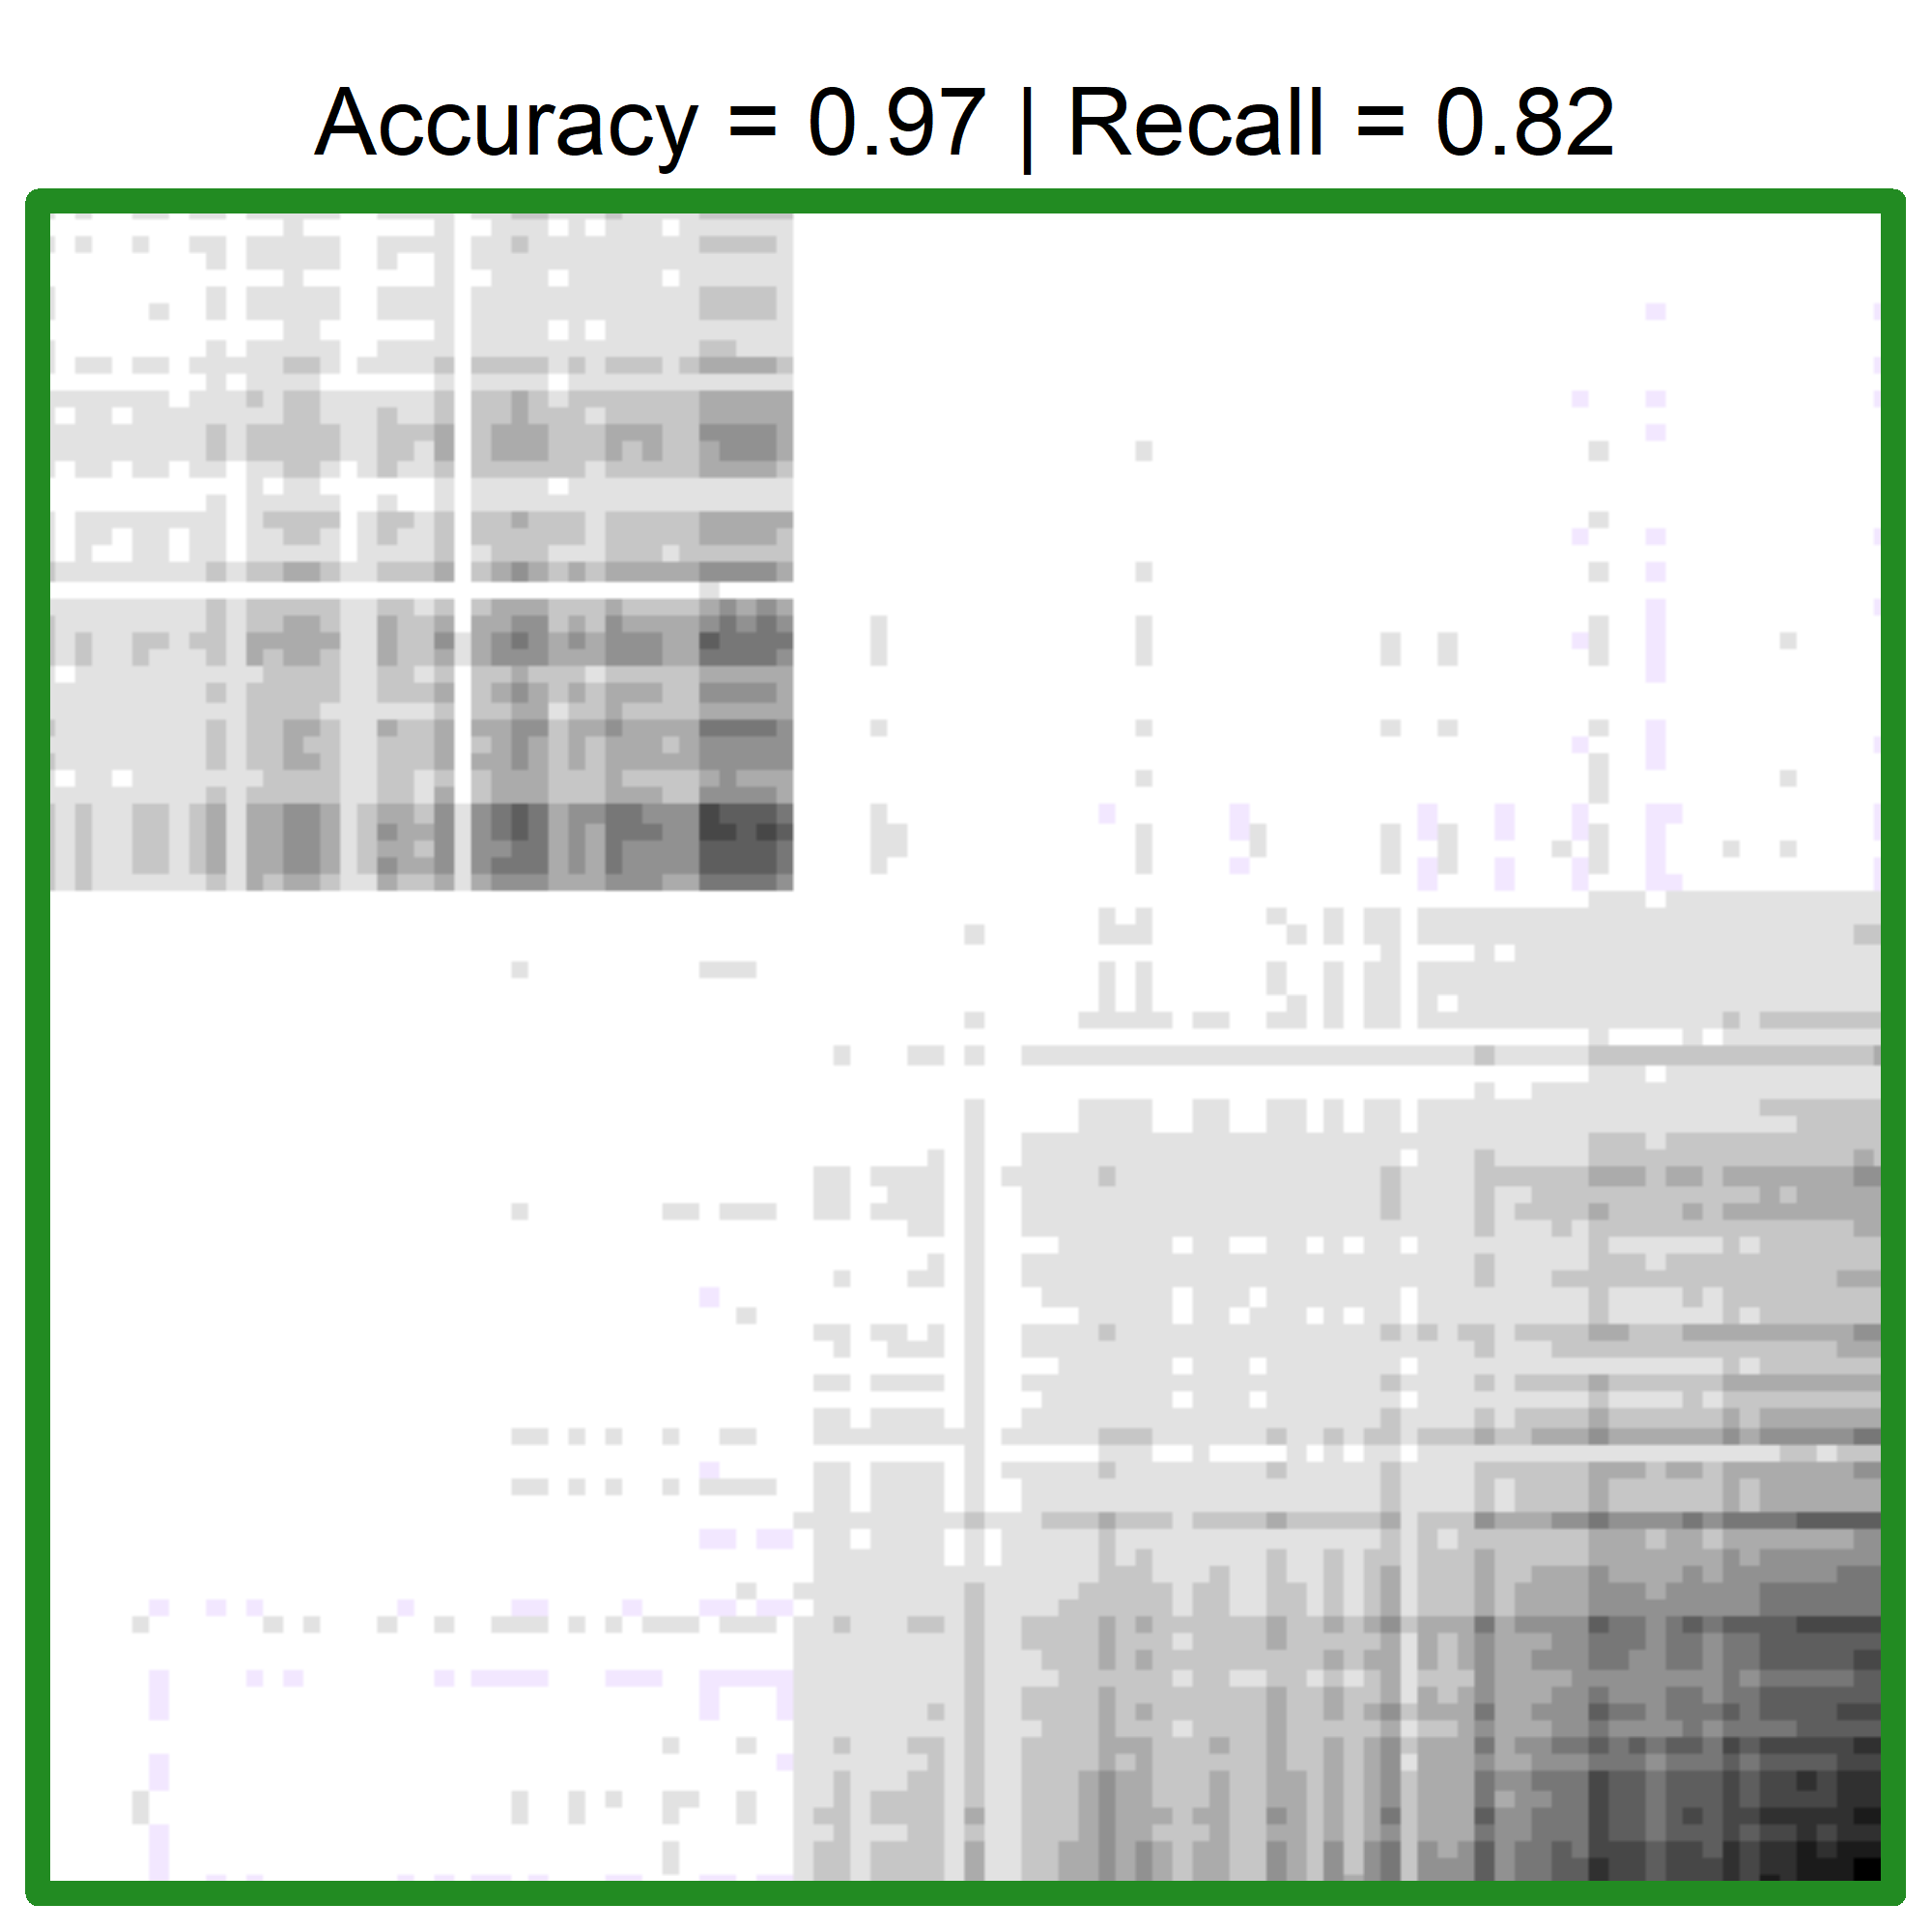 Accuracy = 0.97 | Recall = 0.82